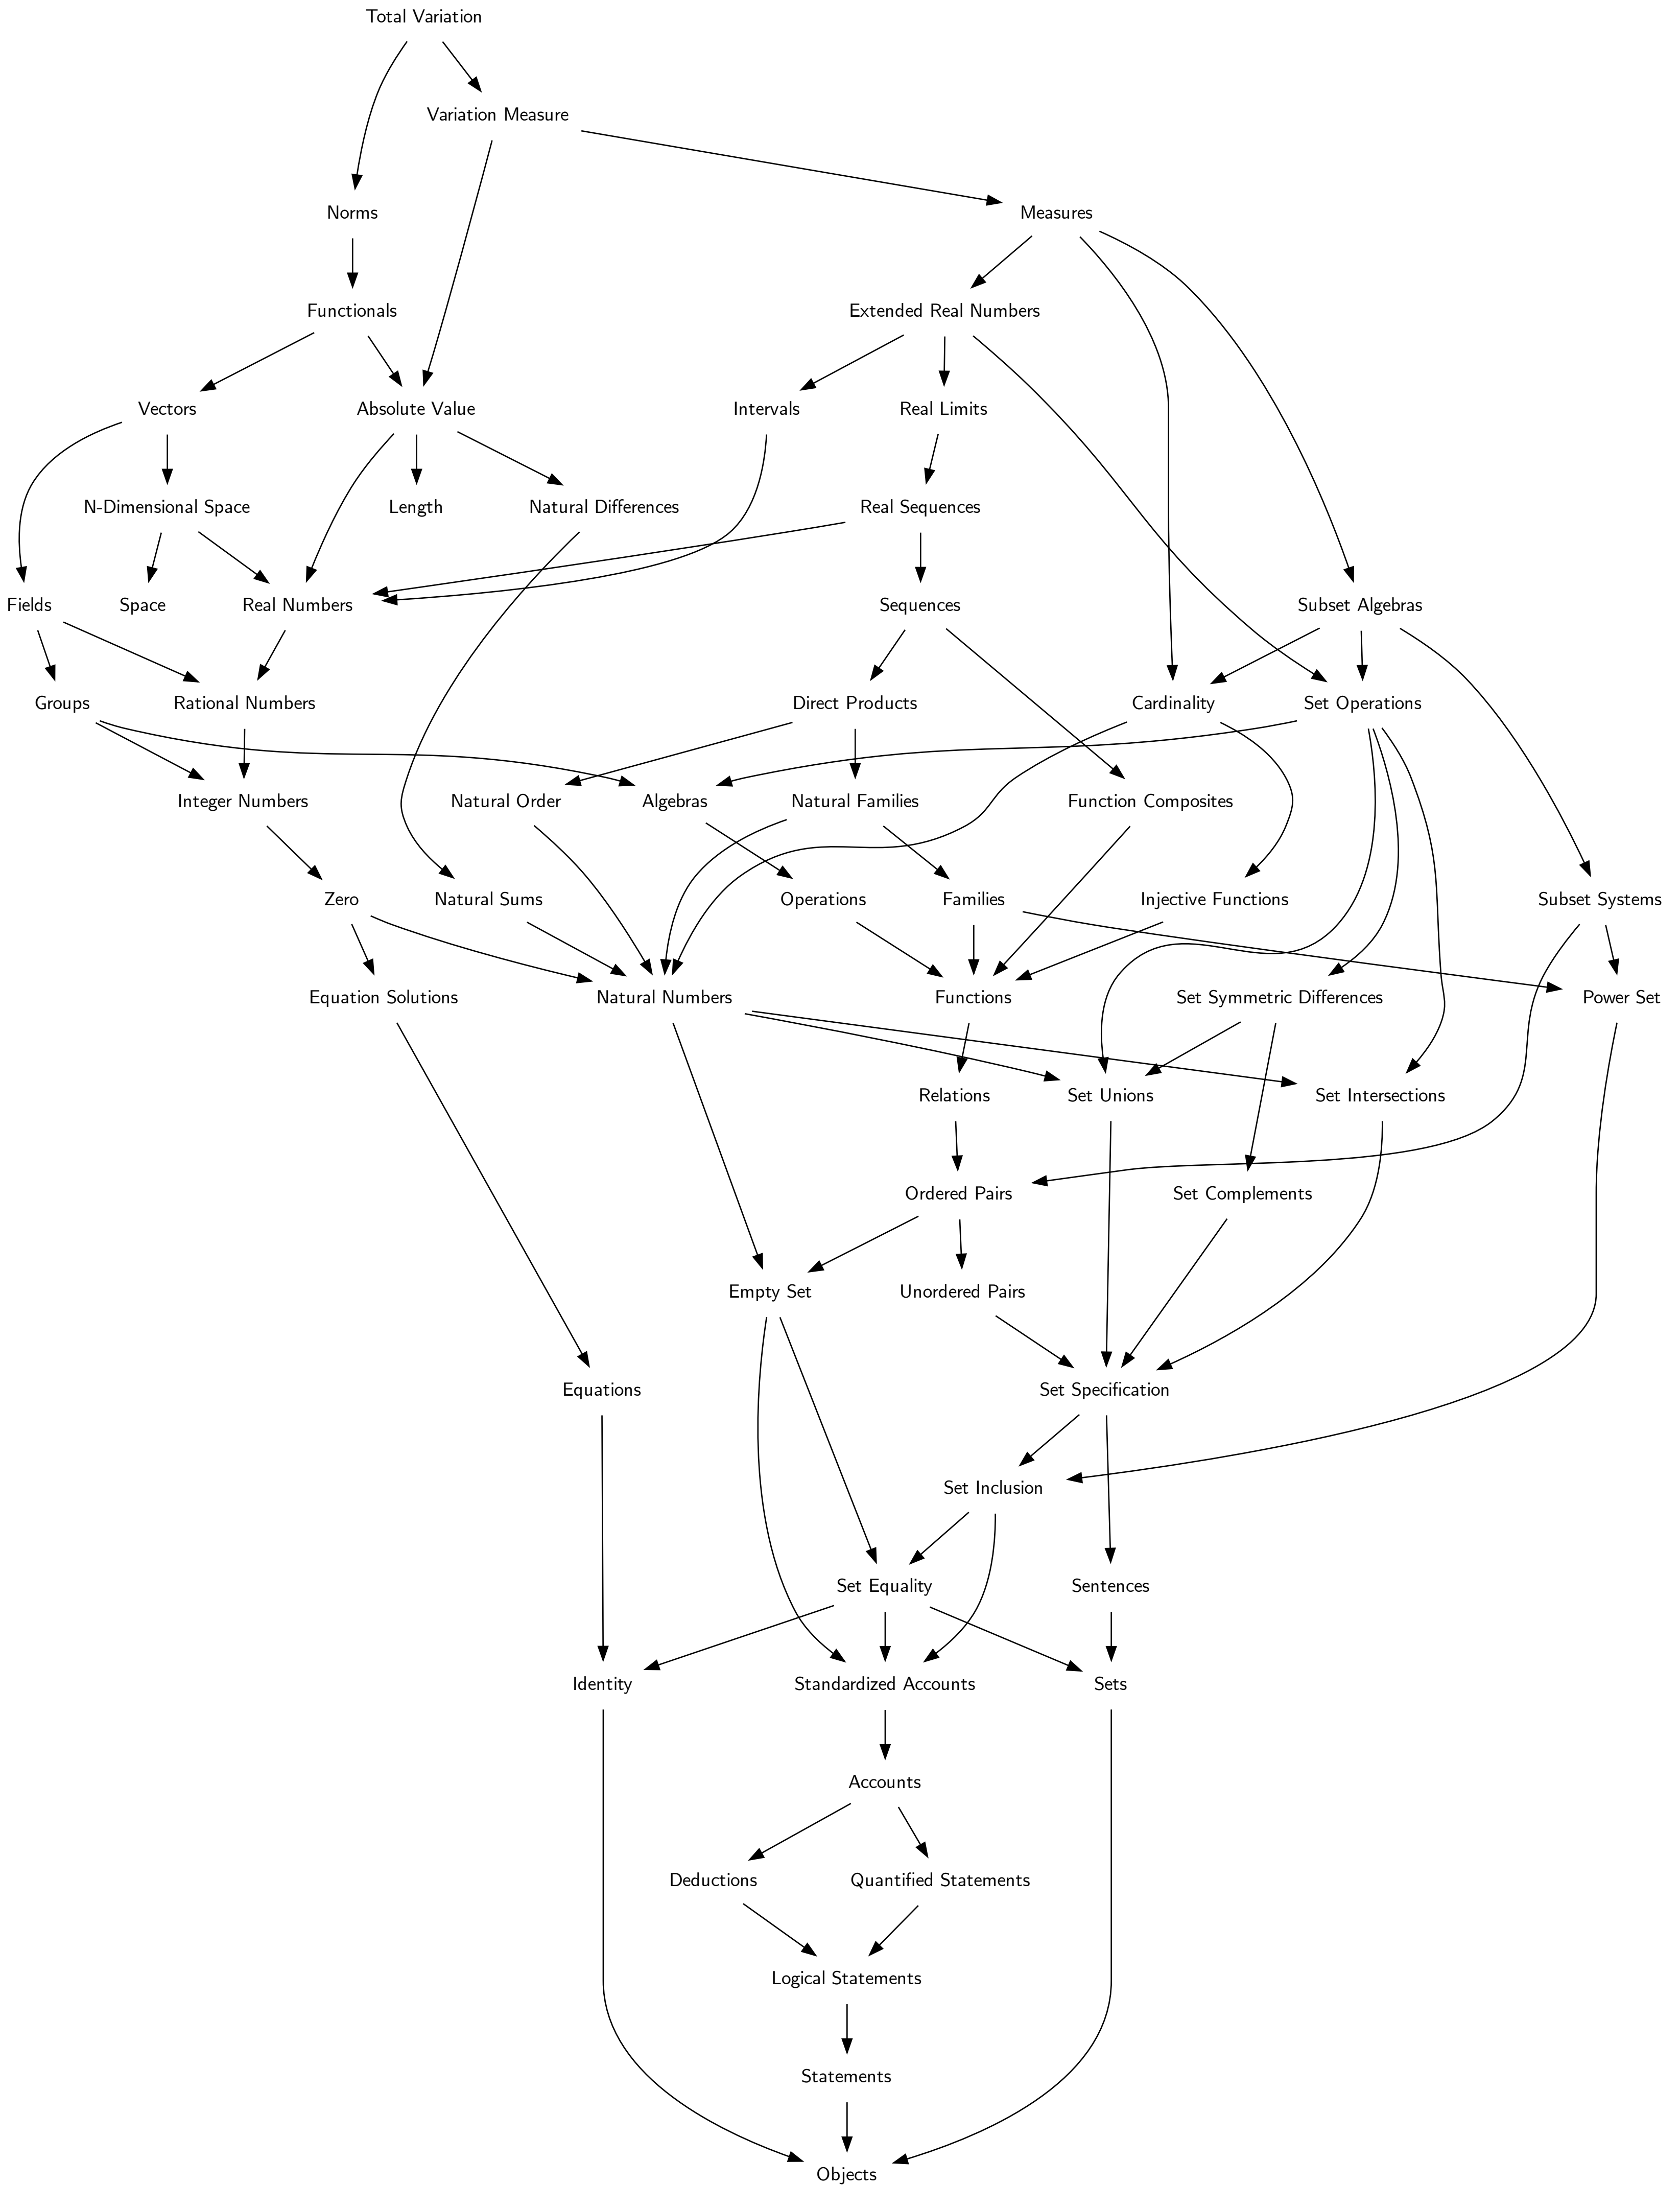 Total Variation
Variation Measure
Norms
Measures
Functionals
Extended Real Numbers
Vectors
Absolute Value
Intervals
Real Limits
N-Dimensional Space
Length
Natural Differences
Real Sequences
Fields
Space
Real Numbers
Sequences
Subset Algebras
Groups
Rational Numbers
Direct Products
Cardinality
Set Operations
Integer Numbers
Natural Order
Algebras
Natural Families
Function Composites
Zero
Natural Sums
Operations
Families
Injective Functions
Subset Systems
Equation Solutions
Natural Numbers
Functions
Set Symmetric Differences
Power Set
Relations
Set Unions
Set Intersections
Ordered Pairs
Set Complements
Empty Set
Unordered Pairs
Equations
Set Specification
Set Inclusion
Set Equality
Sentences
Identity
Standardized Accounts
Sets
Accounts
Deductions
Quantified Statements
Logical Statements
Statements
Objects